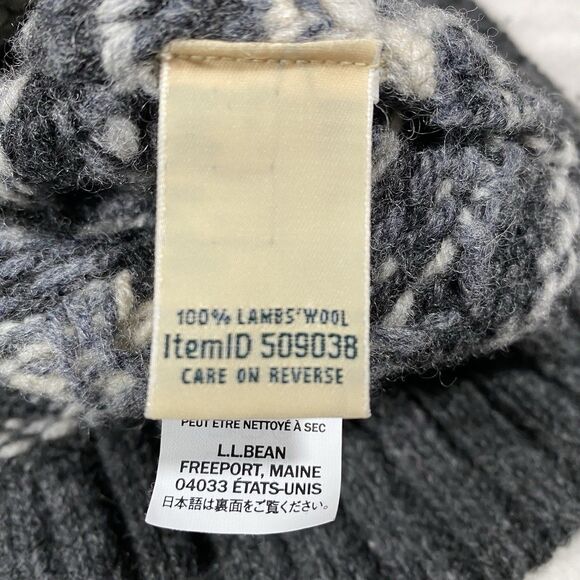 100% LAMBS' WOOL
ItemID 509038
CARE ON REVERSE
PEUT ETRE NETTOYÉ À SEC
L.L.BEAN
FREEPORT, MAINE
04033 ÉTATS-UNIS
日本語は裏面をご覧ください。